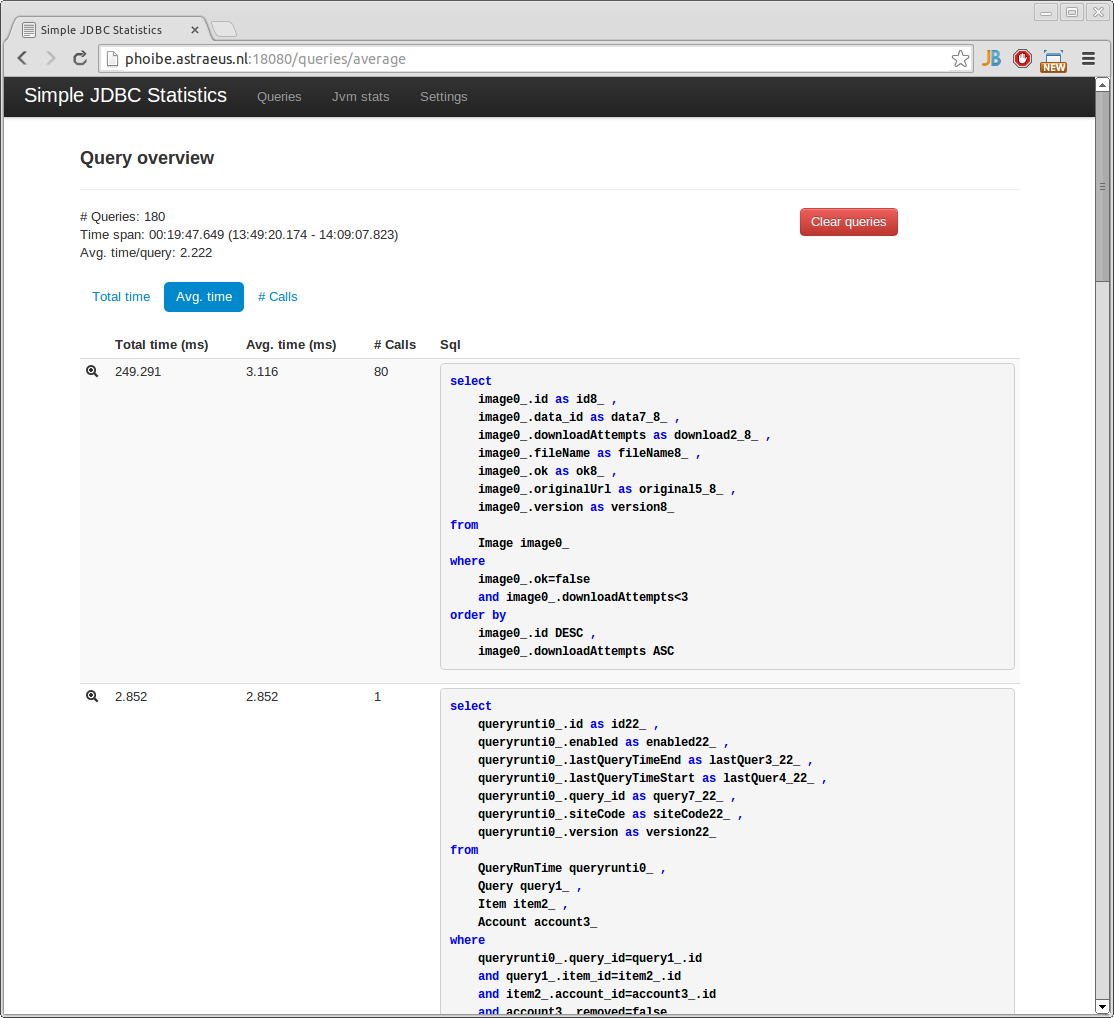 Simple JDBC Statistics
phoibe.astraeus.nl:18080/queries/average
JB
NEW
Simple JDBC Statistics Queries Jvm stats Settings
Query overview
# Queries: 180
Time span: 00:19:47.649 (13:49:20.174 - 14:09:07.823)
Avg. time/query: 2.222
Clear queries
Total time Avg. time # Calls
Total time (ms) Avg. time (ms) # Calls Sql
249.291 3.116 80
select
image0_.id as id8_ ,
image0_.data_id as data7_8_ ,
image0_.downloadAttempts as download2_8_ ,
image0_.fileName as fileName8_ ,
image0_.ok as ok8_ ,
image0_.originalUrl as original5_8_ ,
image0_.version as version8_
from
Image image0_
where
image0_.ok=false
and image0_.downloadAttempts<3
order by
image0_.id DESC ,
image0_.downloadAttempts ASC
2.852 2.852 1
select
queryrunti0_.id as id22_ ,
queryrunti0_.enabled as enabled22_ ,
queryrunti0_.lastQueryTimeEnd as lastQuer3_22_ ,
queryrunti0_.lastQueryTimeStart as lastQuer4_22_ ,
queryrunti0_.query_id as query7_22_ ,
queryrunti0_.siteCode as siteCode22_ ,
queryrunti0_.version as version22_
from
QueryRunTime queryrunti0_ ,
Query query1_ ,
Item item2_ ,
Account account3_
where
queryrunti0_.query_id=query1_.id
and query1_.item_id=item2_.id
and item2_.account_id=account3_.id
and account3_.removed=false